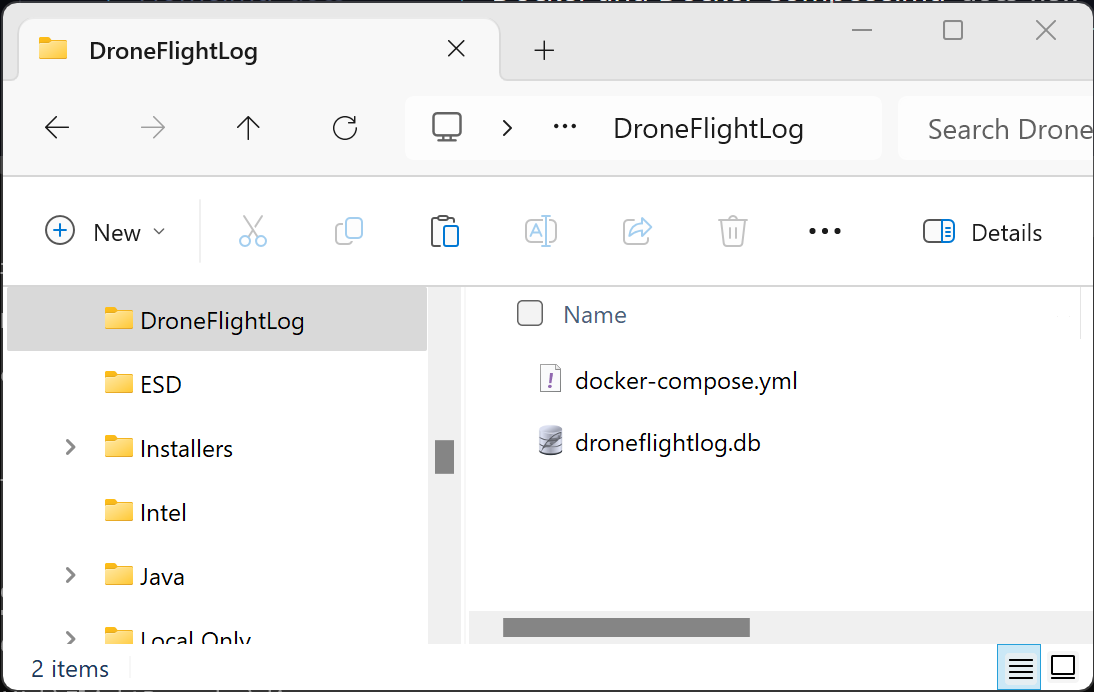 DroneFlightLog
DroneFlightLog
Search Drone
New
Details
DroneFlightLog
ESD
Installers
Intel
Java
Local Only
Name
docker-compose.yml
droneflightlog.db
2 items